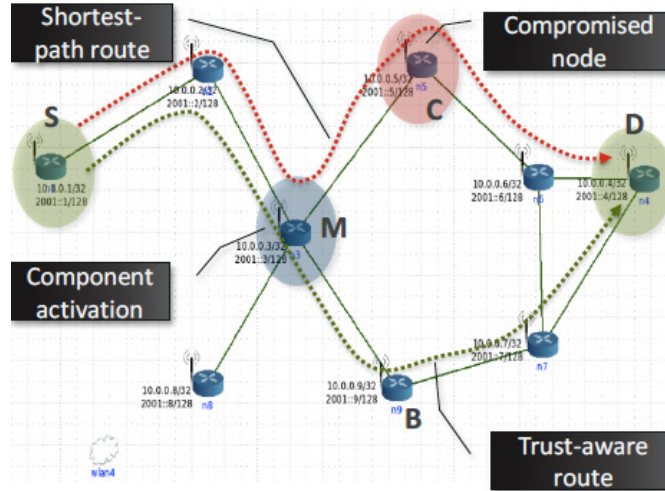 Shortest-
path route
Compromised
node
S
10.0.0.2/32
2001::2/128
n2
10.0.0.5/32
2001::5/128
n5
C
D
10.0.0.1/32
2001::1/128
10.0.0.6/32
2001::6/128
10.0.0.4/32
2001::4/128
n4
M
10.0.0.3/32
2001::3/128
n3
Component
activation
10.0.0.7/32
2001::7/128
n7
10.0.0.8/32
2001::8/128
n8
10.0.0.9/32
2001::9/128
n9
B
Trust-aware
route
wlan4